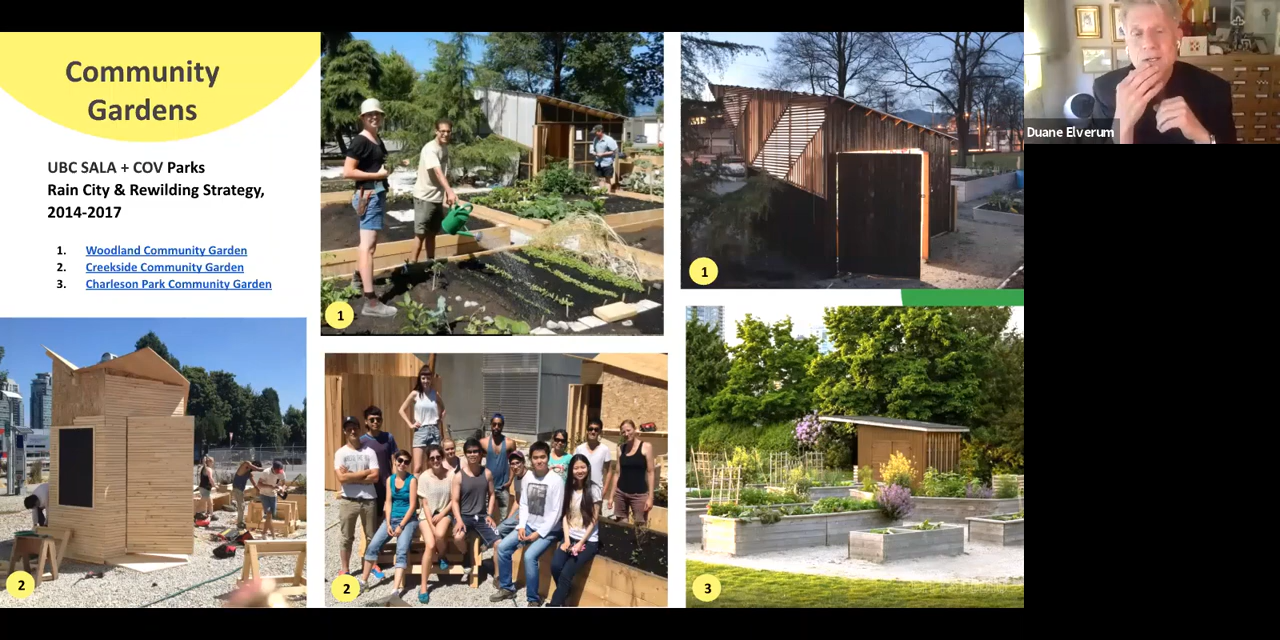 Community
Gardens
UBC SALA + COV Parks
Rain City & Rewilding Strategy,
2014-2017
1. Woodland Community Garden
2. Creekside Community Garden
3. Charleson Park Community Garden
1
1
2
2
3
Duane Elverum